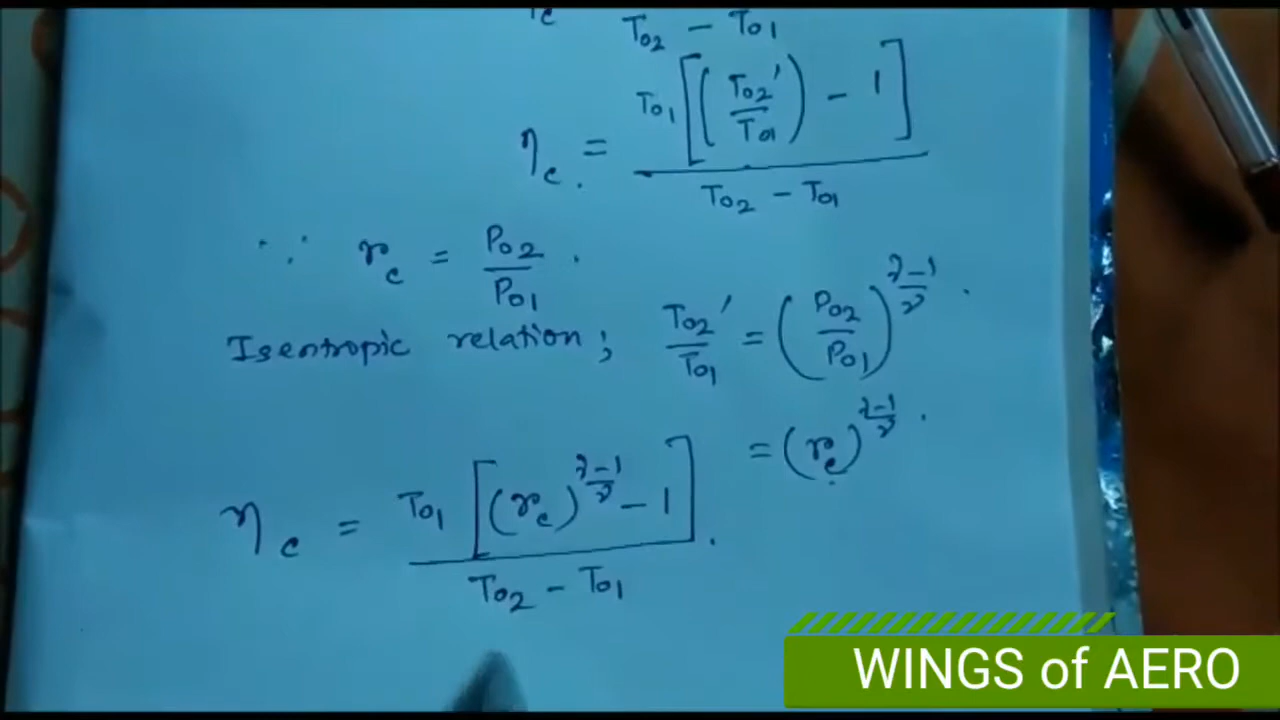 T02 - T01
ηc = T01 [(T02'/T01) - 1] / T02 - T01
∵ rc = P02/P01 .
Isentropic relation; T02'/T01 = (P02/P01)^(γ-1)/γ .
= (rc)^(γ-1)/γ .
ηc = T01 [(rc)^(γ-1)/γ - 1] / T02 - T01 .
WINGS of AERO